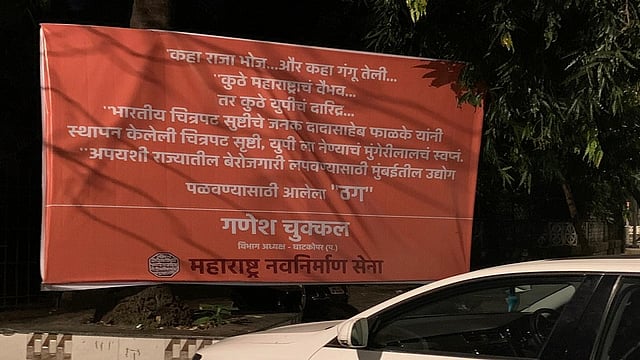 "कहा राजा भोज...और कहा गंगू तेली...
"कुठे महाराष्ट्राचं वैभव...
तर कुठे युपीचं दारिद्र...
"भारतीय चित्रपट सृष्टीचे जनक दादासाहेब फाळके यांनी
स्थापन केलेली चित्रपट सृष्टी, युपी ला नेण्याचं मुंगेरीलालचं स्वप्नं.
"अपयशी राज्यातील बेरोजगारी लपवण्यासाठी मुंबईतील उद्योग
पळवण्यासाठी आलेला "ठग"
गणेश चुक्कल
विभाग अध्यक्ष - घाटकोपर (प.)
महाराष्ट्र नवनिर्माण सेना